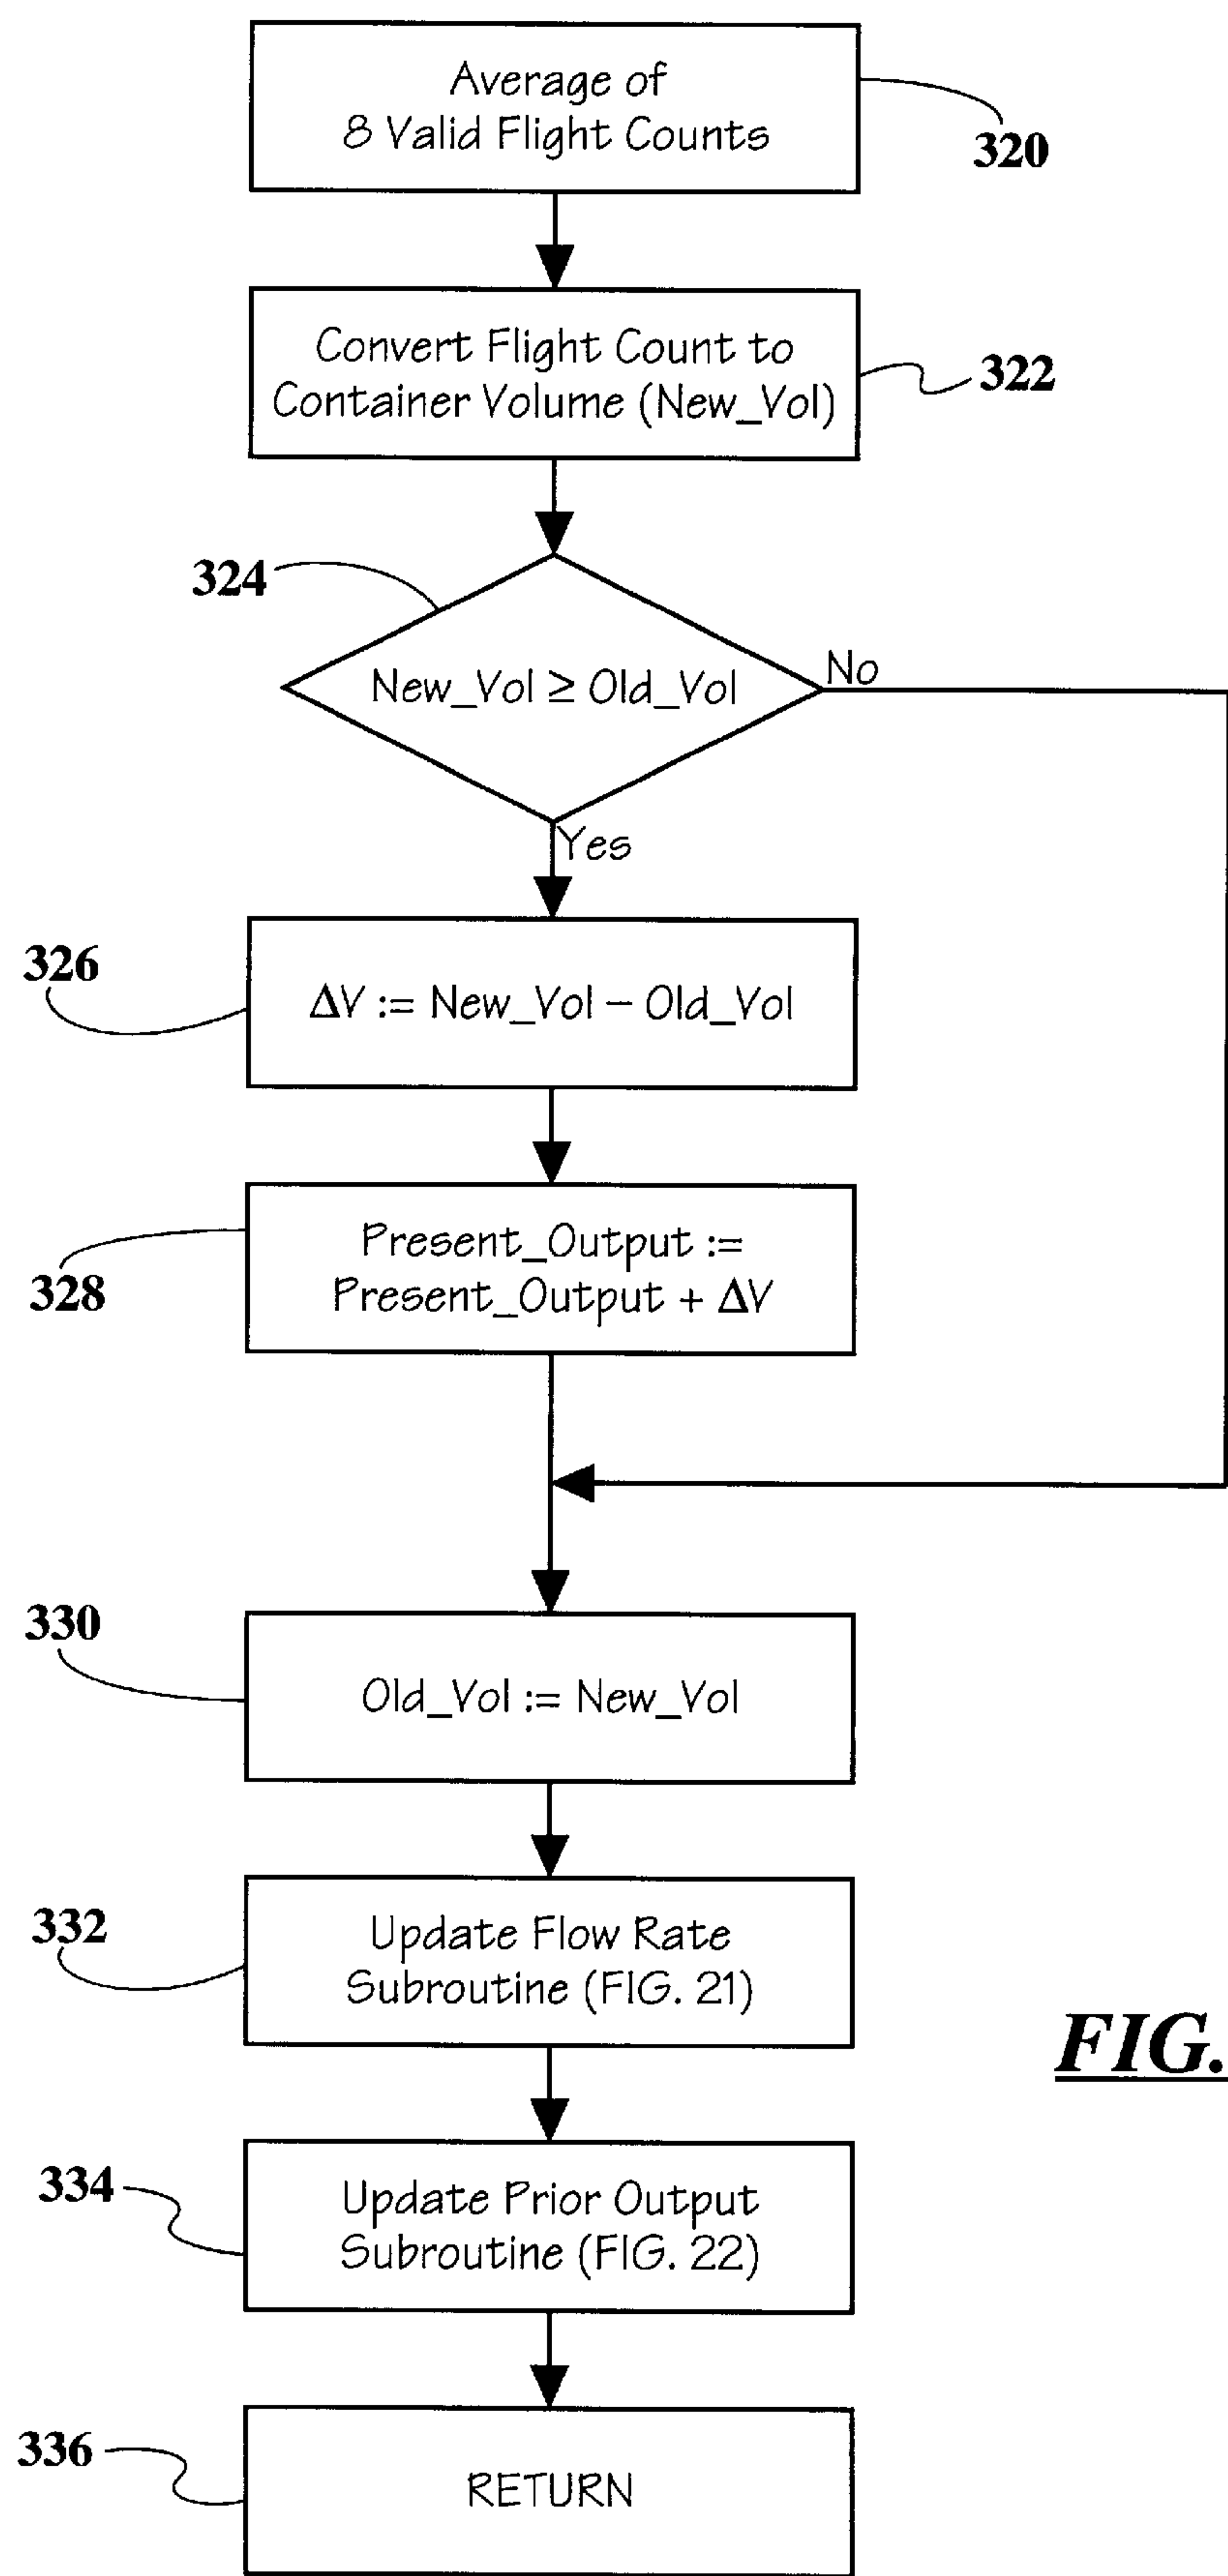 Average of
8 Valid Flight Counts
320
Convert Flight Count to
Container Volume (New_Vol)
322
324
New_Vol ≥ Old_Vol
No
Yes
326
ΔV := New_Vol − Old_Vol
328
Present_Output :=
Present_Output + ΔV
330
Old_Vol := New_Vol
332
Update Flow Rate
Subroutine (FIG. 21)
FIG.
334
Update Prior Output
Subroutine (FIG. 22)
336
RETURN